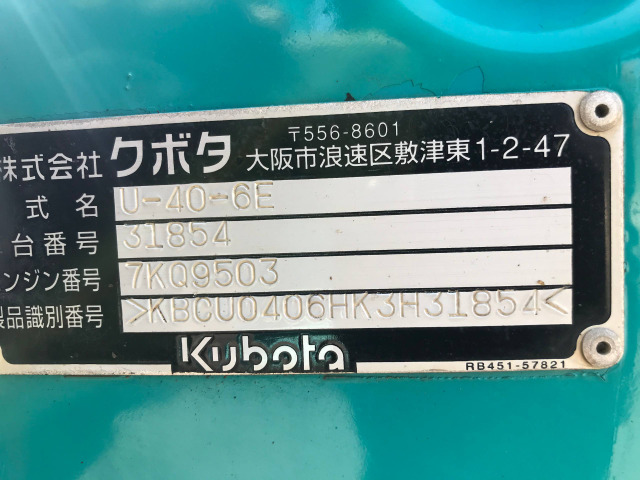 株式会社 クボタ 〒556-8601
大阪市浪速区敷津東1-2-47
式名 U-40-6E
台番号 31854
ンジン番号 7KQ9503
製品識別番号 >KBCU0406HK3H31854<
Kubota RB451-57821